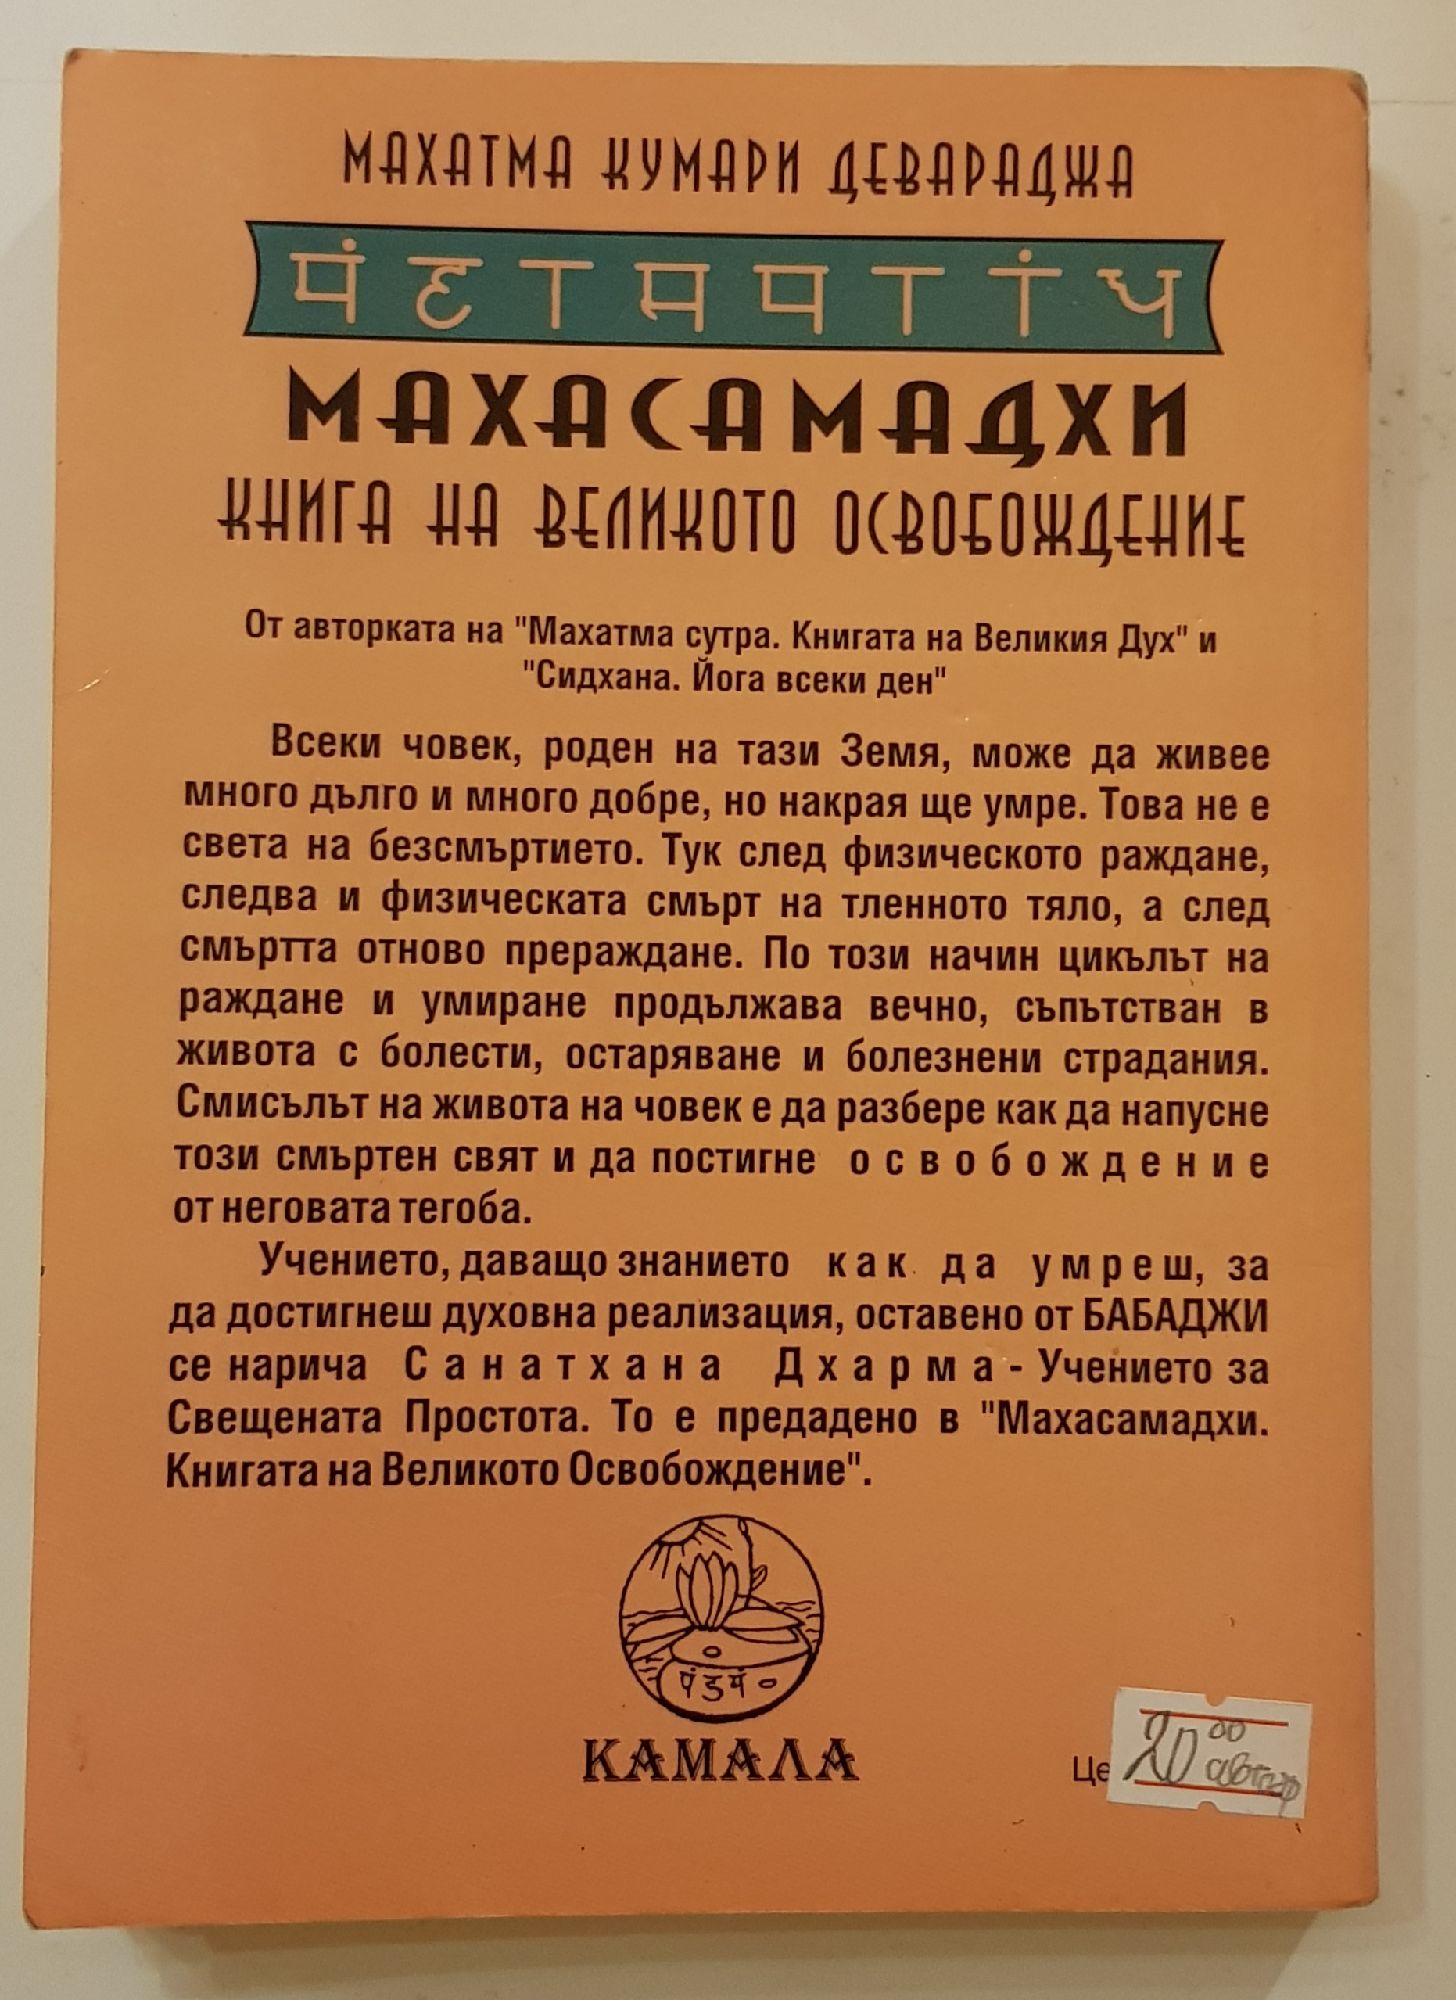 МАХАТМА КУМАРИ ДЕВАРАДЖА
МАХАСАМАДХИ
КНИГА НА ВЕЛИКОТО ОСВОБОЖДЕНИЕ
От авторката на "Махатма сутра. Книгата на Великия Дух" и
"Сидхана. Йога всеки ден"
Всеки човек, роден на тази Земя, може да живее
много дълго и много добре, но накрая ще умре. Това не е
света на безсмъртието. Тук след физическото раждане,
следва и физическата смърт на тленното тяло, а след
смъртта отново прераждане. По този начин цикълът на
раждане и умиране продължава вечно, съпътстван в
живота с болести, остаряване и болезнени страдания.
Смисълът на живота на човек е да разбере как да напусне
този смъртен свят и да постигне о с в о б о ж д е н и е
от неговата тегоба.
Учението, даващо знанието к а к д а у м р е ш, за
да достигнеш духовна реализация, оставено от БАБАДЖИ
се нарича С а н а т х а н а Д х а р м а - Учението за
Свещената Простота. То е предадено в "Махасамадхи.
Книгата на Великото Освобождение".
КАМАЛА
Це
20 00
автогр